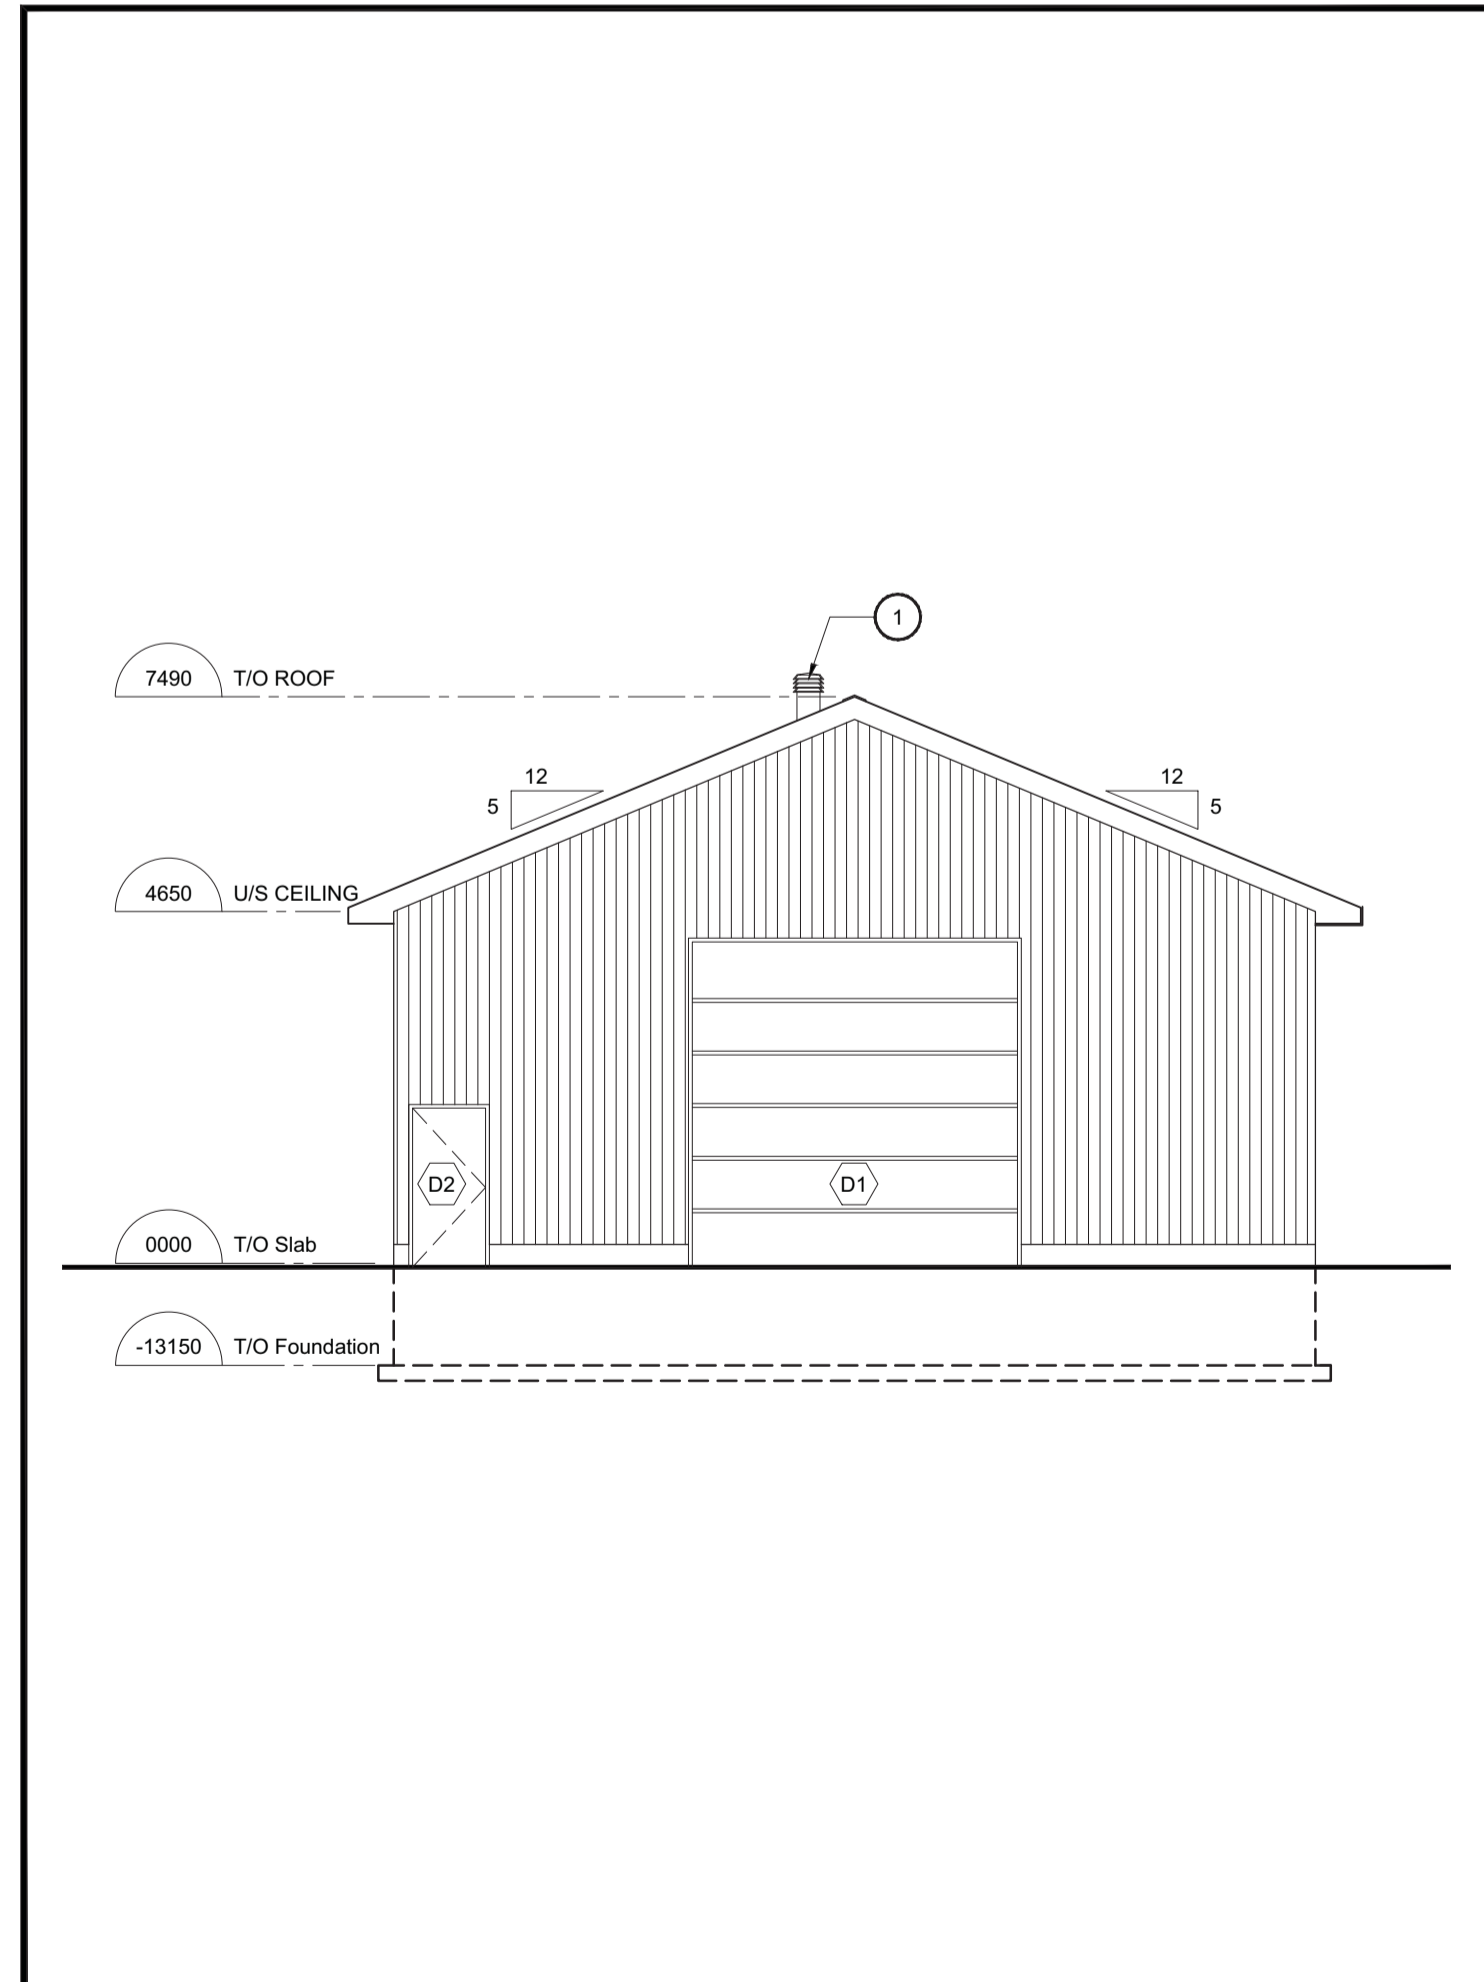 1
7490 T/O ROOF
12
5
12
5
4650 U/S CEILING
D2
D1
0000 T/O Slab
-13150 T/O Foundation